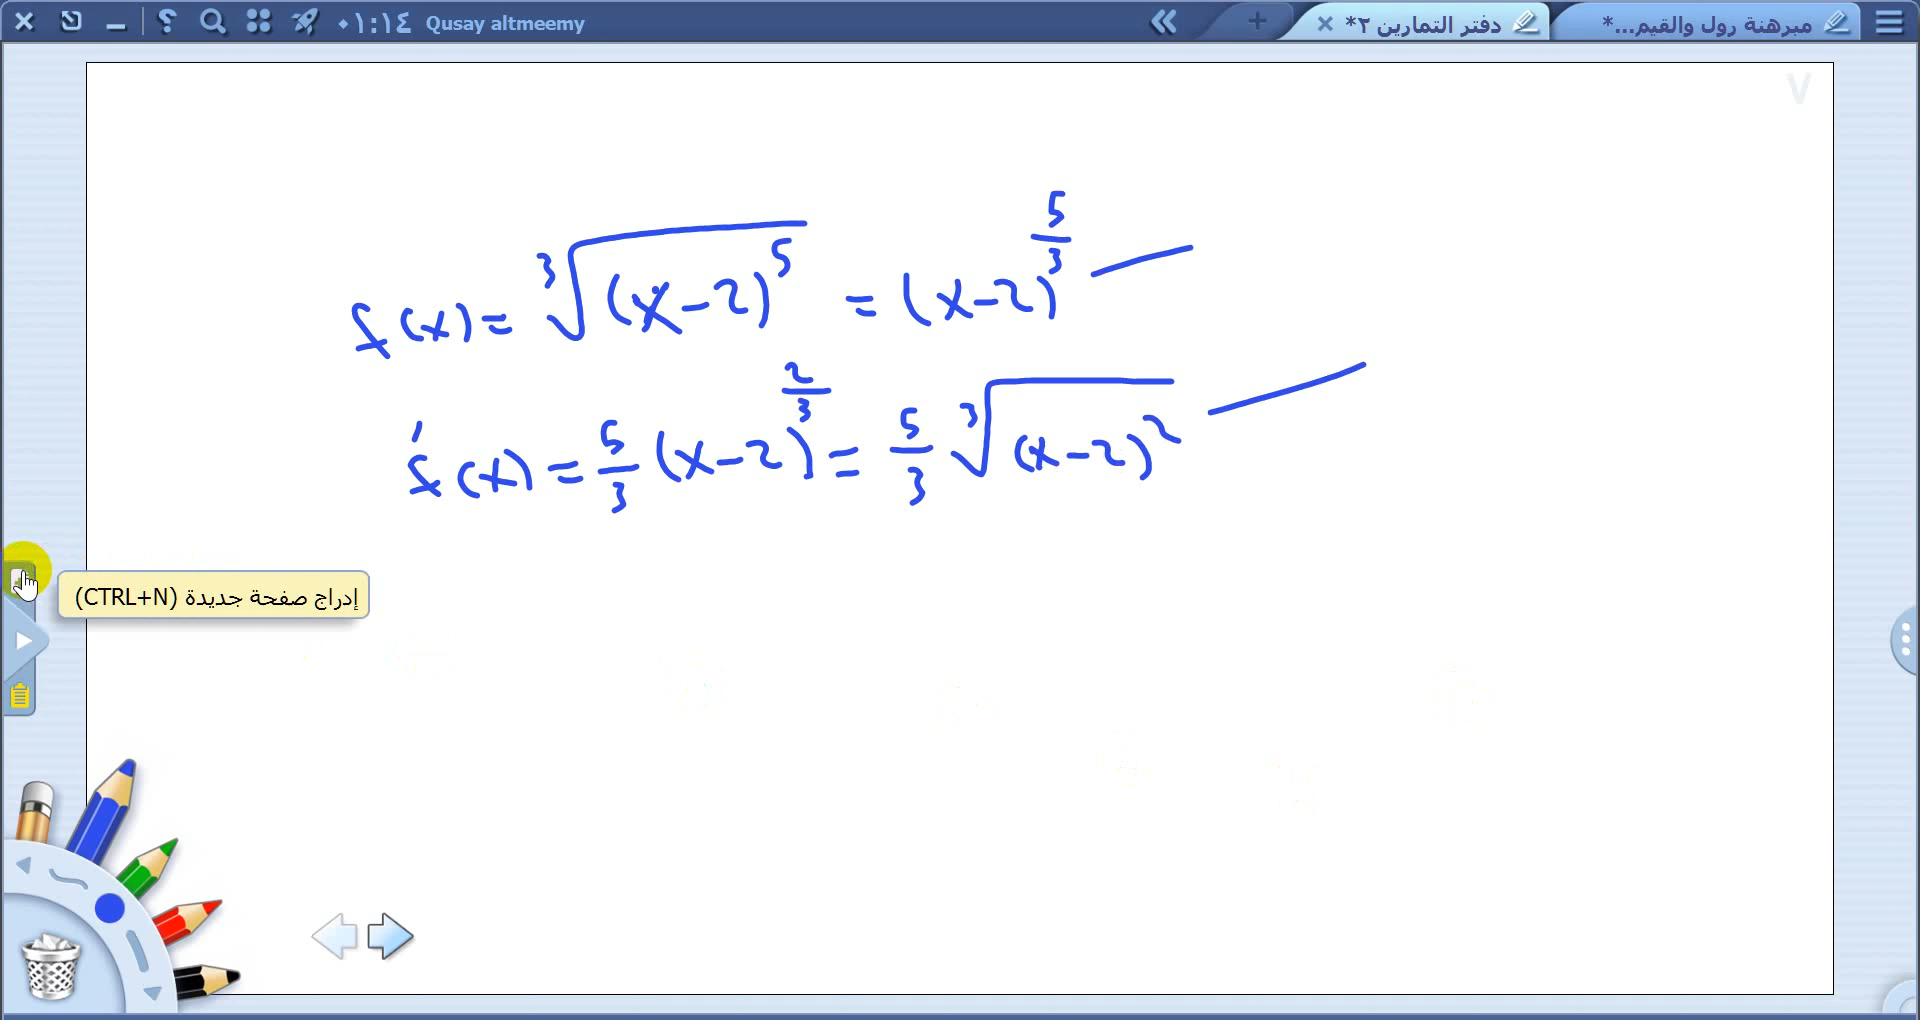 ٠١:١٤ Qusay altmeemy
دفتر التمارين ٢*
مبرهنة رول والقيم...*
٧
f(x) = ∛(x-2)⁵ = (x-2)^(5/3)
f'(x) = 5/3 (x-2)^(2/3) = 5/3 ∛(x-2)²
إدراج صفحة جديدة (CTRL+N)